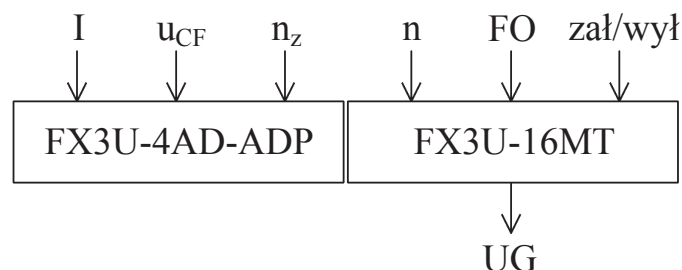 I u_CF n_z n FO zał/wył
FX3U-4AD-ADP FX3U-16MT
UG